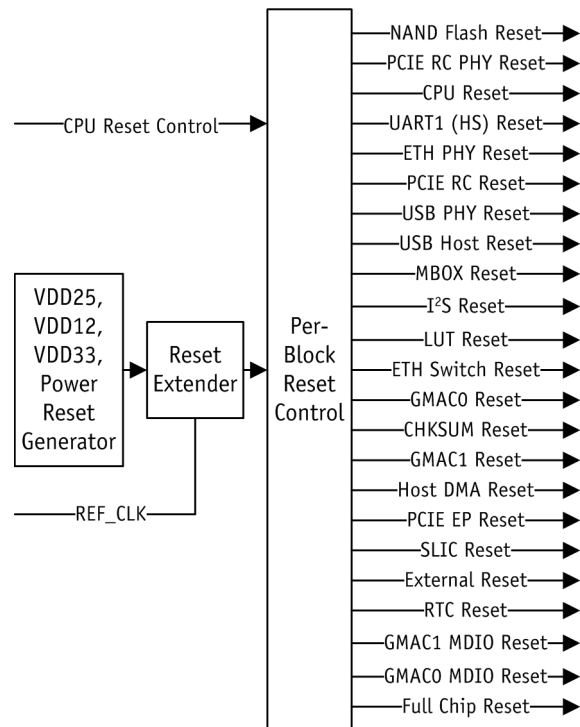 NAND Flash Reset
PCIE RC PHY Reset
CPU Reset
CPU Reset Control
UART1 (HS) Reset
ETH PHY Reset
PCIE RC Reset
USB PHY Reset
USB Host Reset
MBOX Reset
I²S Reset
LUT Reset
ETH Switch Reset
GMAC0 Reset
CHKSUM Reset
GMAC1 Reset
Host DMA Reset
PCIE EP Reset
SLIC Reset
External Reset
RTC Reset
GMAC1 MDIO Reset
GMAC0 MDIO Reset
Full Chip Reset
VDD25,
VDD12,
VDD33,
Power
Reset
Generator
Reset
Extender
Per-
Block
Reset
Control
REF_CLK